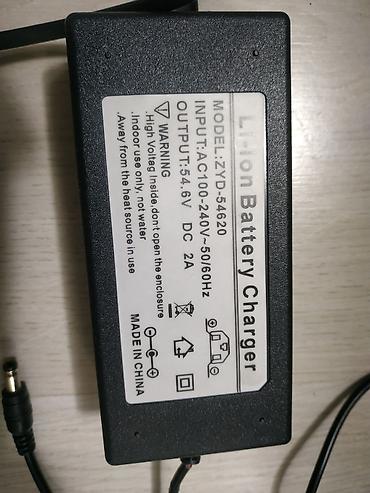 Li-Ion Battery Charger
MODEL:ZYD-54620
INPUT:AC100-240V~50/60Hz
OUTPUT:54.6V DC 2A
WARNING
.High Voltag Inside,don't open the enclosure
.Indoor use only, not water
.Away from the heat source in use
MADE IN CHINA